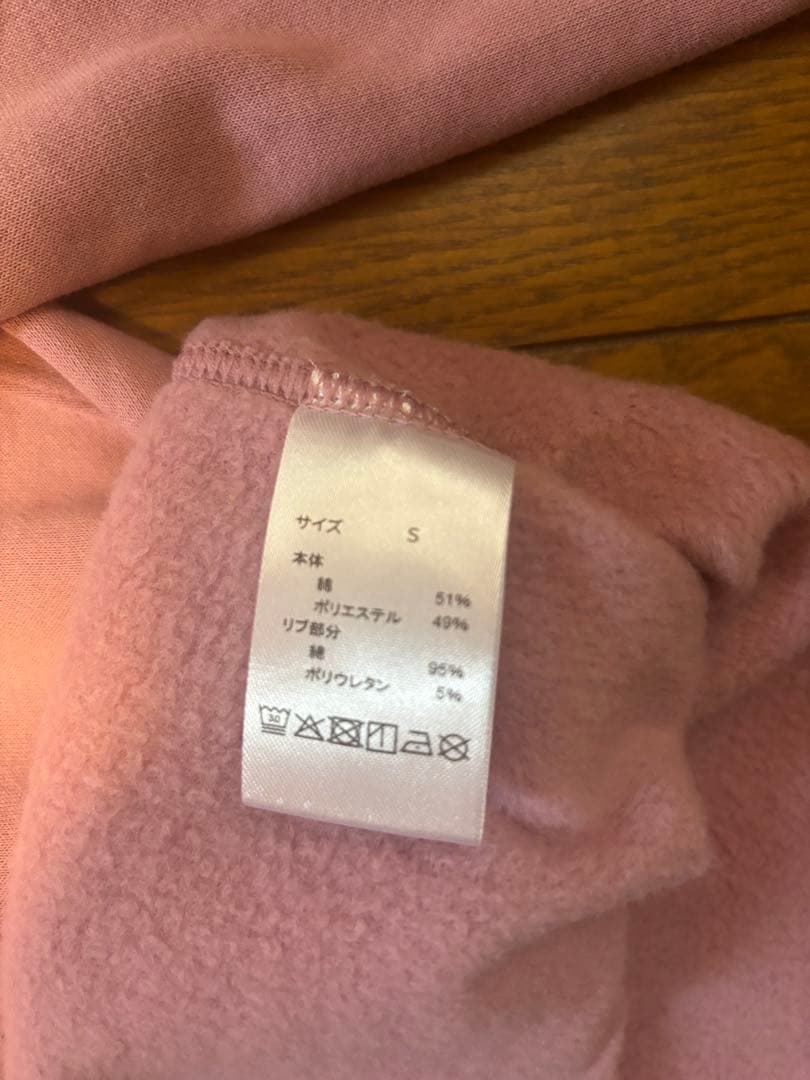 サイズ S
本体
綿 51%
ポリエステル 49%
リブ部分
綿 95%
ポリウレタン 5%
30